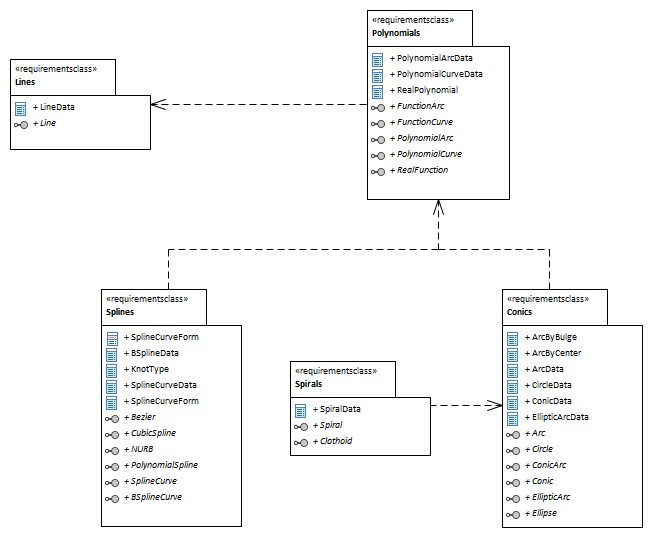 «requirementsclass»
Polynomials
+ PolynomialArcData
+ PolynomialCurveData
+ RealPolynomial
+ FunctionArc
+ FunctionCurve
+ PolynomialArc
+ PolynomialCurve
+ RealFunction
«requirementsclass»
Lines
+ LineData
+ Line
«requirementsclass»
Splines
+ SplineCurveForm
+ BSplineData
+ KnotType
+ SplineCurveData
+ SplineCurveForm
+ Bezier
+ CubicSpline
+ NURB
+ PolynomialSpline
+ SplineCurve
+ BSplineCurve
«requirementsclass»
Spirals
+ SpiralData
+ Spiral
+ Clothoid
«requirementsclass»
Conics
+ ArcByBulge
+ ArcByCenter
+ ArcData
+ CircleData
+ ConicData
+ EllipticArcData
+ Arc
+ Circle
+ ConicArc
+ Conic
+ EllipticArc
+ Ellipse